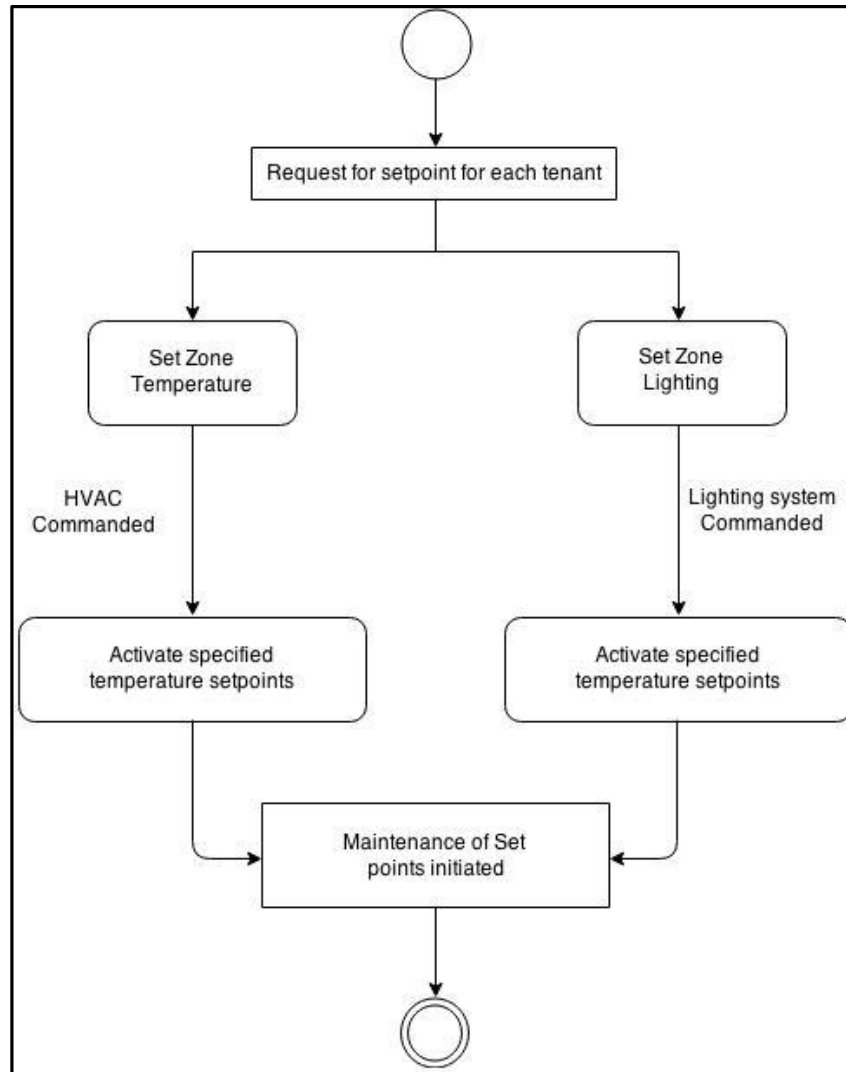 Request for setpoint for each tenant
Set Zone
Temperature
Set Zone
Lighting
HVAC
Commanded
Lighting system
Commanded
Activate specified
temperature setpoints
Activate specified
temperature setpoints
Maintenance of Set
points initiated